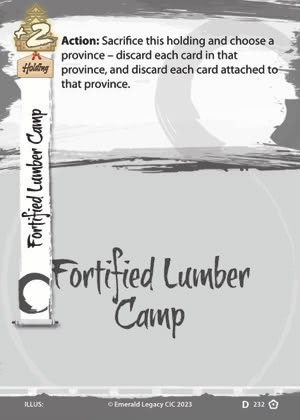 +2
Holding
Action: Sacrifice this holding and choose a
province – discard each card in that
province, and discard each card attached to
that province.
Fortified Lumber Camp
Fortified Lumber
Camp
ILLUS:
© Emerald Legacy CIC 2023
D 232